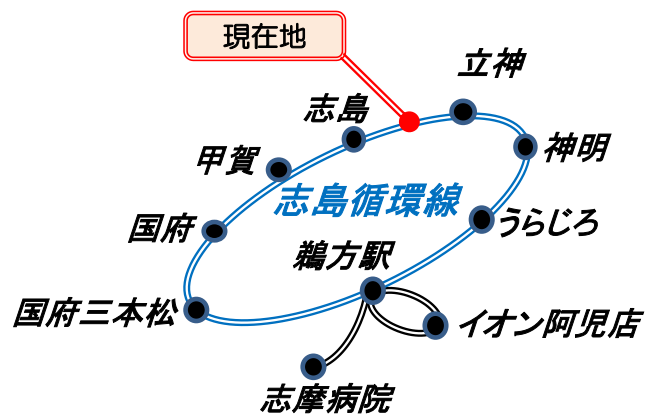 現在地
立神
志島
神明
甲賀
志島循環線
国府
うらじろ
鵜方駅
国府三本松
イオン阿児店
志摩病院